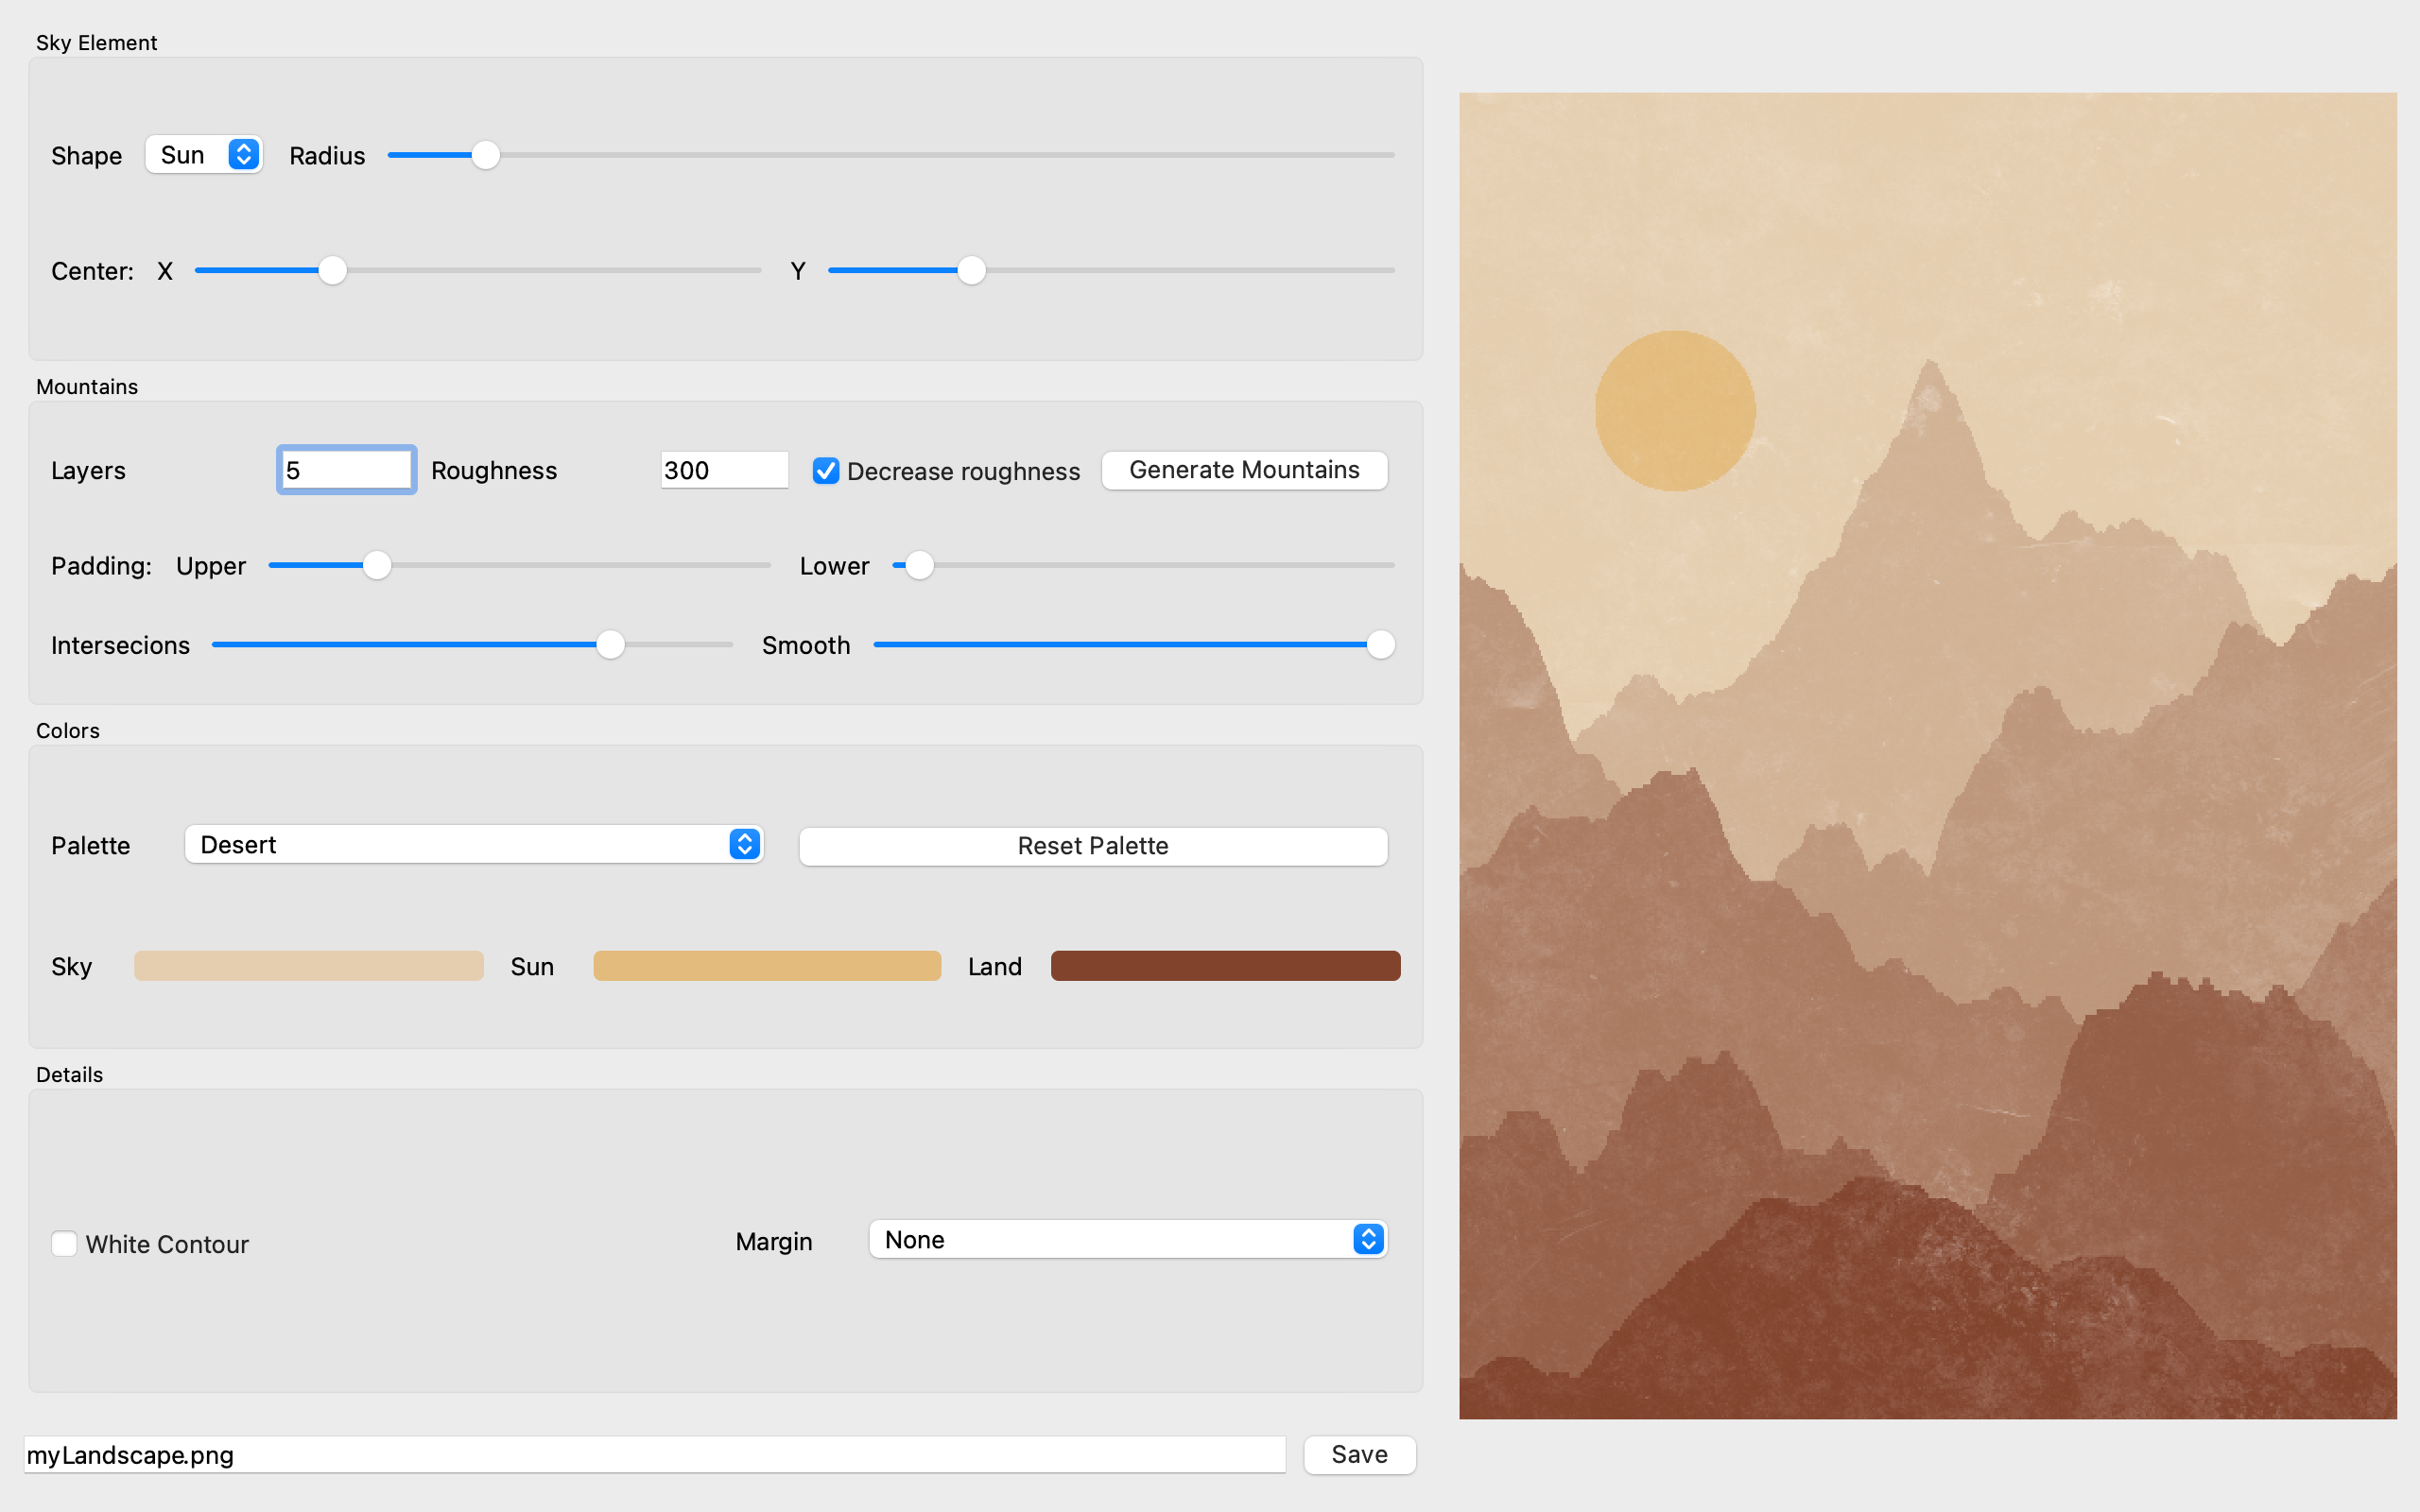 Sky Element
Shape Sun Radius
Center: X Y
Mountains
Layers 5 Roughness 300 Decrease roughness Generate Mountains
Padding: Upper Lower
Intersecions Smooth
Colors
Palette Desert Reset Palette
Sky Sun Land
Details
White Contour Margin None
myLandscape.png Save